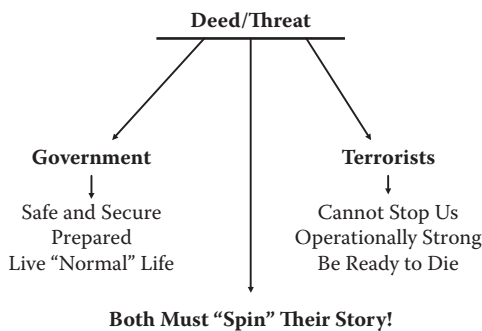 Deed/Threat
Government
Safe and Secure
Prepared
Live “Normal” Life
Terrorists
Cannot Stop Us
Operationally Strong
Be Ready to Die
Both Must “Spin” Their Story!